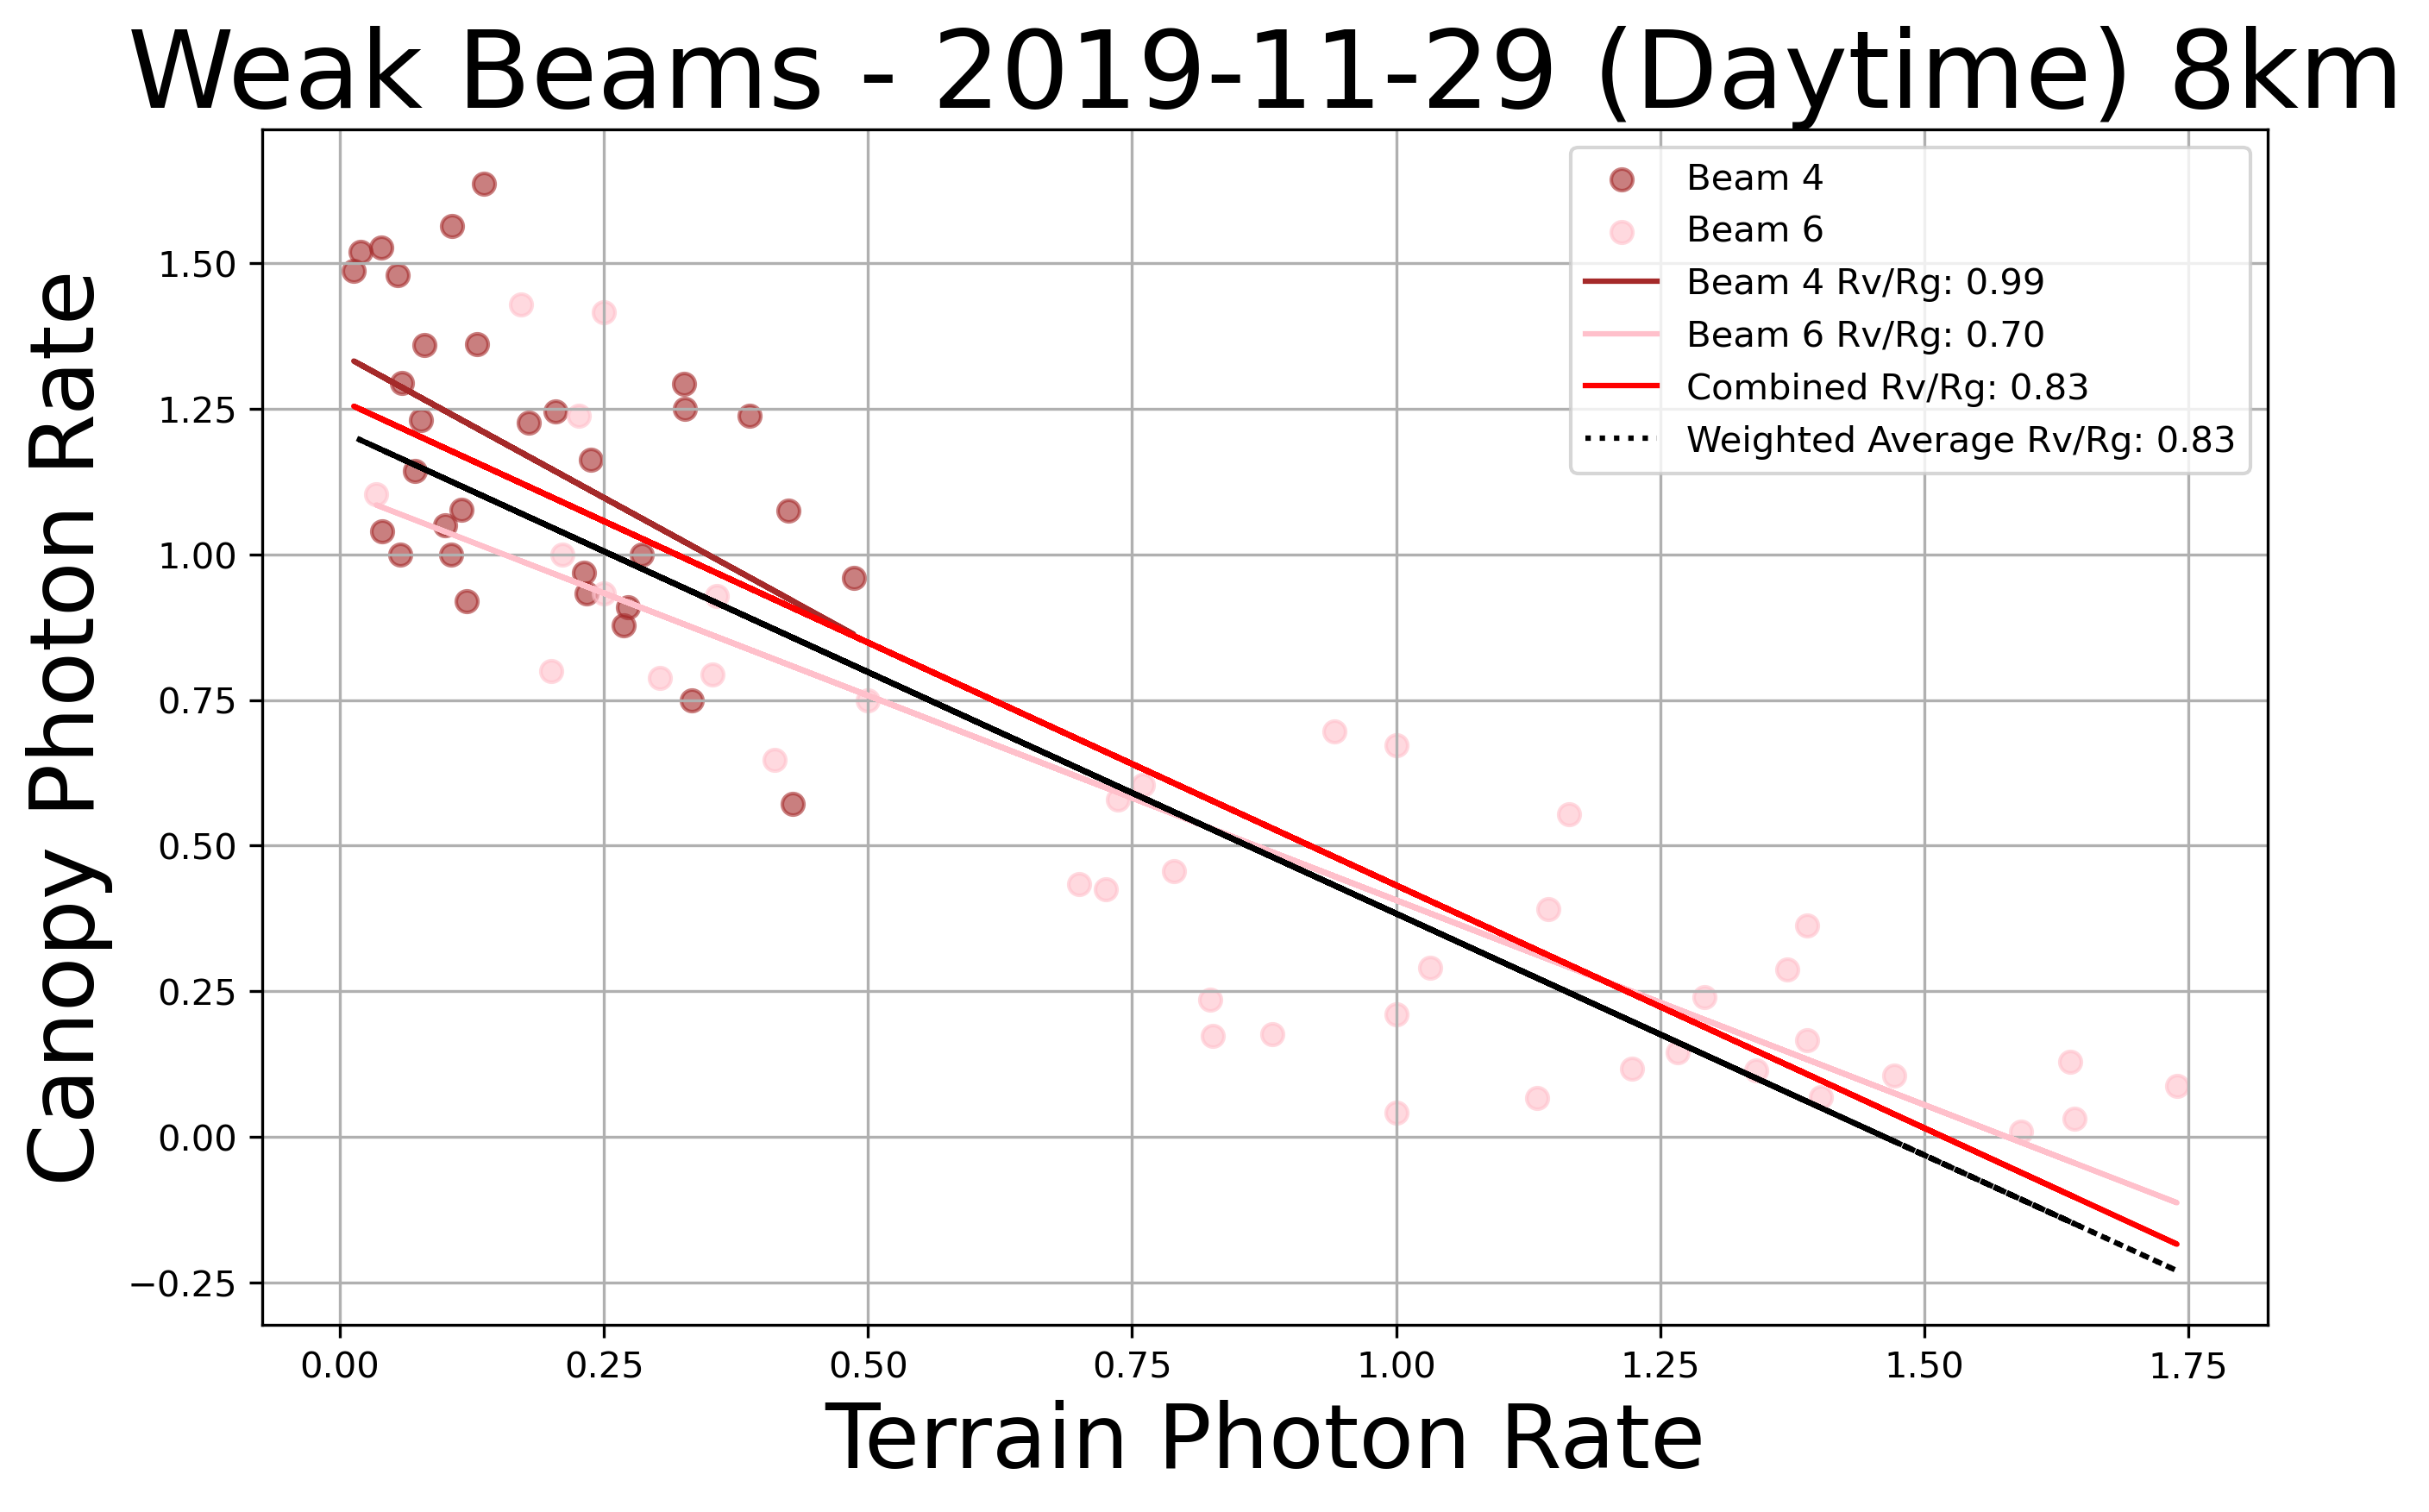 Weak Beams - 2019-11-29 (Daytime) 8km
Beam 4
Beam 6
Beam 4 Rv/Rg: 0.99
Beam 6 Rv/Rg: 0.70
Combined Rv/Rg: 0.83
Weighted Average Rv/Rg: 0.83
Canopy Photon Rate
1.50
1.25
1.00
0.75
0.50
0.25
0.00
−0.25
0.00 0.25 0.50 0.75 1.00 1.25 1.50 1.75
Terrain Photon Rate